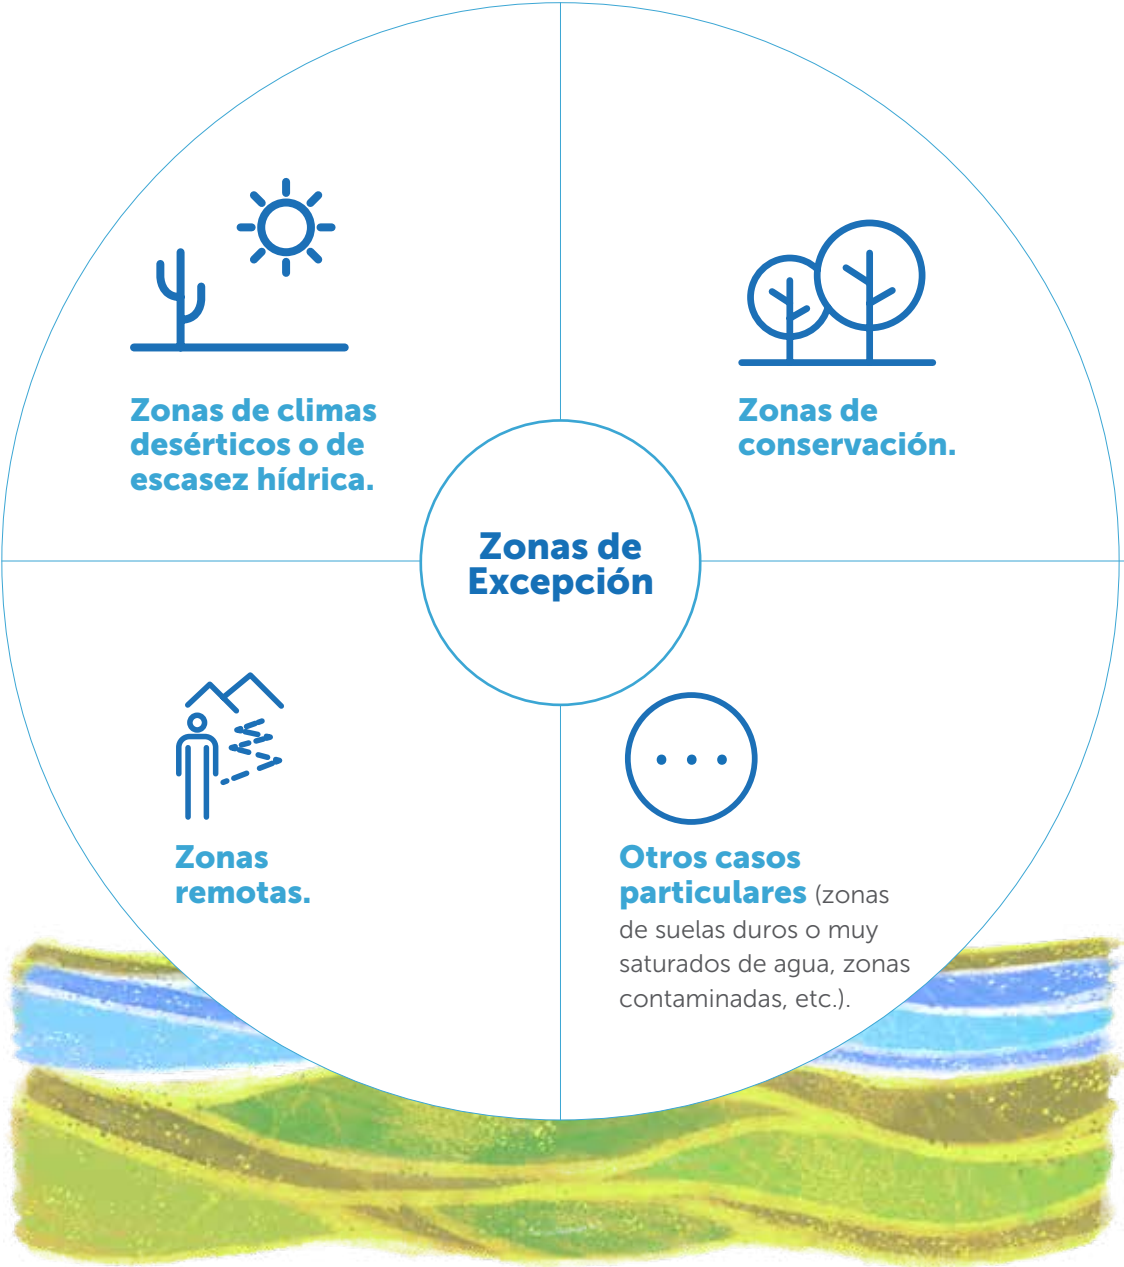 Zonas de climas
desérticos o de
escasez hídrica.
Zonas de
conservación.
Zonas de
Excepción
Zonas
remotas.
Otros casos
particulares (zonas
de suelas duros o muy
saturados de agua, zonas
contaminadas, etc.).